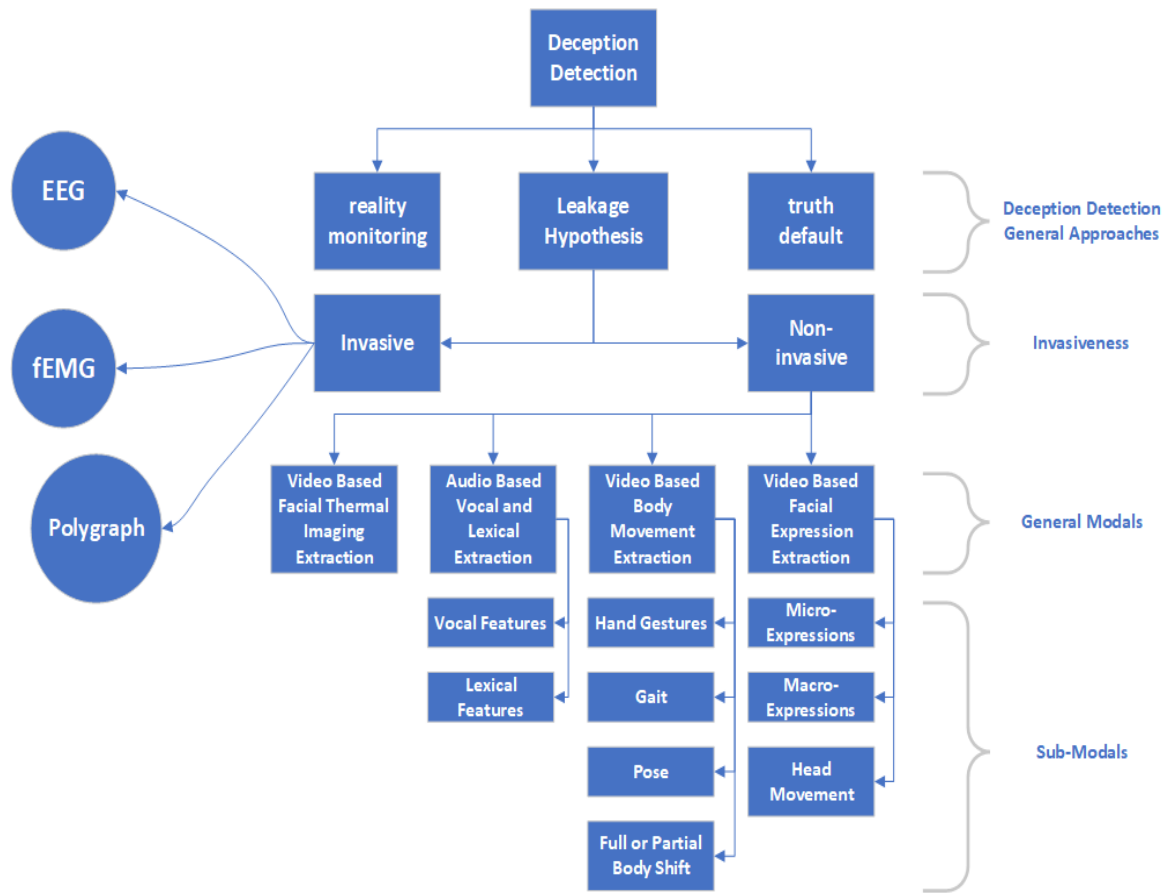 Deception
Detection
EEG
reality
monitoring
Leakage
Hypothesis
truth
default
Deception Detection
General Approaches
fEMG
Invasive
Non-
invasive
Invasiveness
Polygraph
Video Based
Facial Thermal
Imaging
Extraction
Audio Based
Vocal and
Lexical
Extraction
Video Based
Body
Movement
Extraction
Video Based
Facial
Expression
Extraction
General Modals
Vocal Features
Hand Gestures
Micro-
Expressions
Lexical
Features
Gait
Macro-
Expressions
Pose
Head
Movement
Sub-Modals
Full or Partial
Body Shift